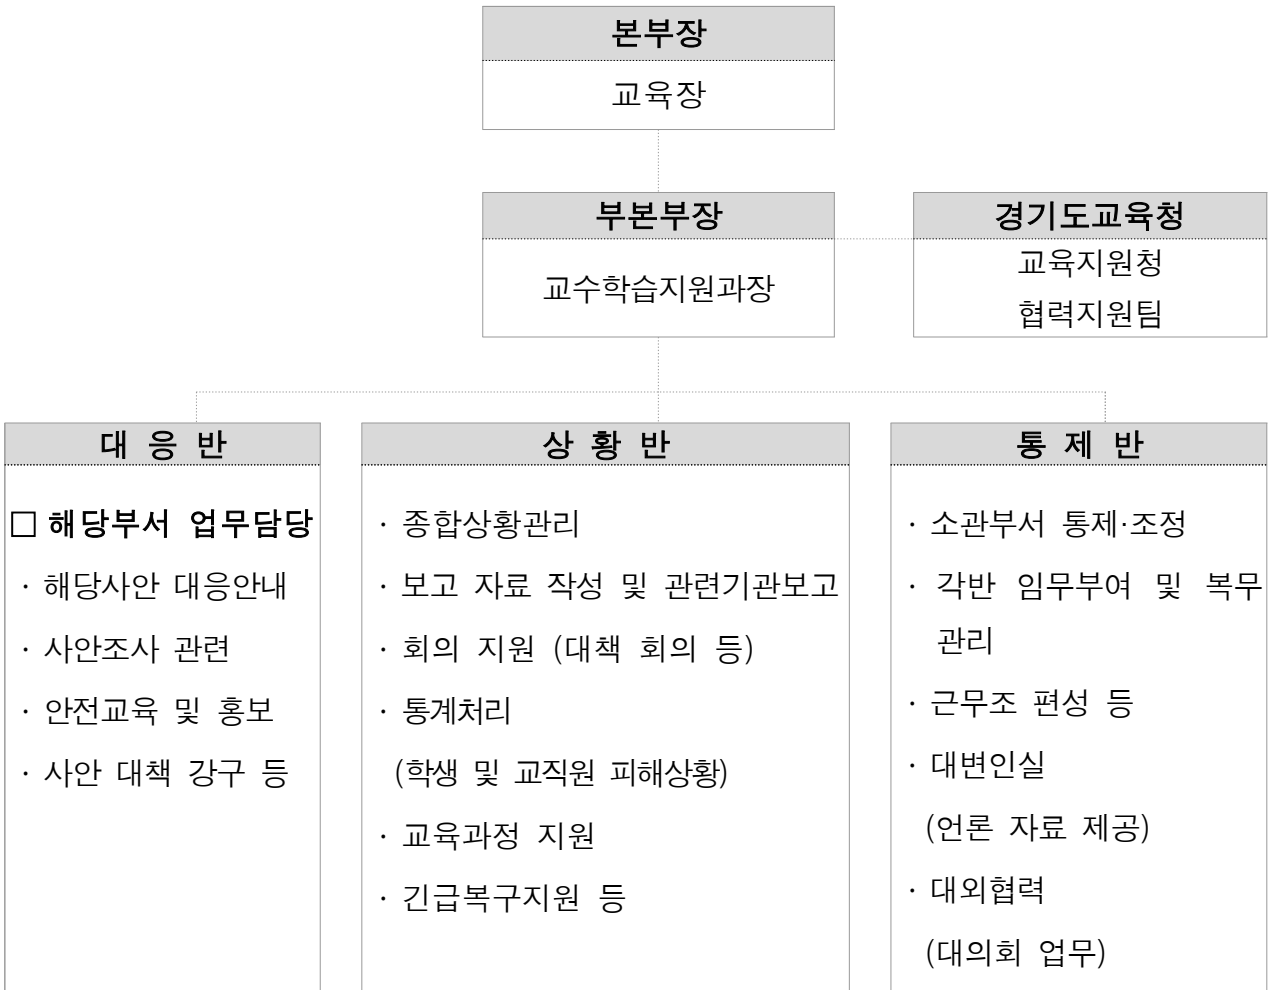 본부장
교육장
부본부장
교수학습지원과장
경기도교육청
교육지원청
협력지원팀
대 응 반
□ 해당부서 업무담당
· 해당사안 대응안내
· 사안조사 관련
· 안전교육 및 홍보
· 사안 대책 강구 등
상 황 반
· 종합상황관리
· 보고 자료 작성 및 관련기관보고
· 회의 지원 (대책 회의 등)
· 통계처리
(학생 및 교직원 피해상황)
· 교육과정 지원
· 긴급복구지원 등
통 제 반
· 소관부서 통제·조정
· 각반 임무부여 및 복무
관리
· 근무조 편성 등
· 대변인실
(언론 자료 제공)
· 대외협력
(대의회 업무)